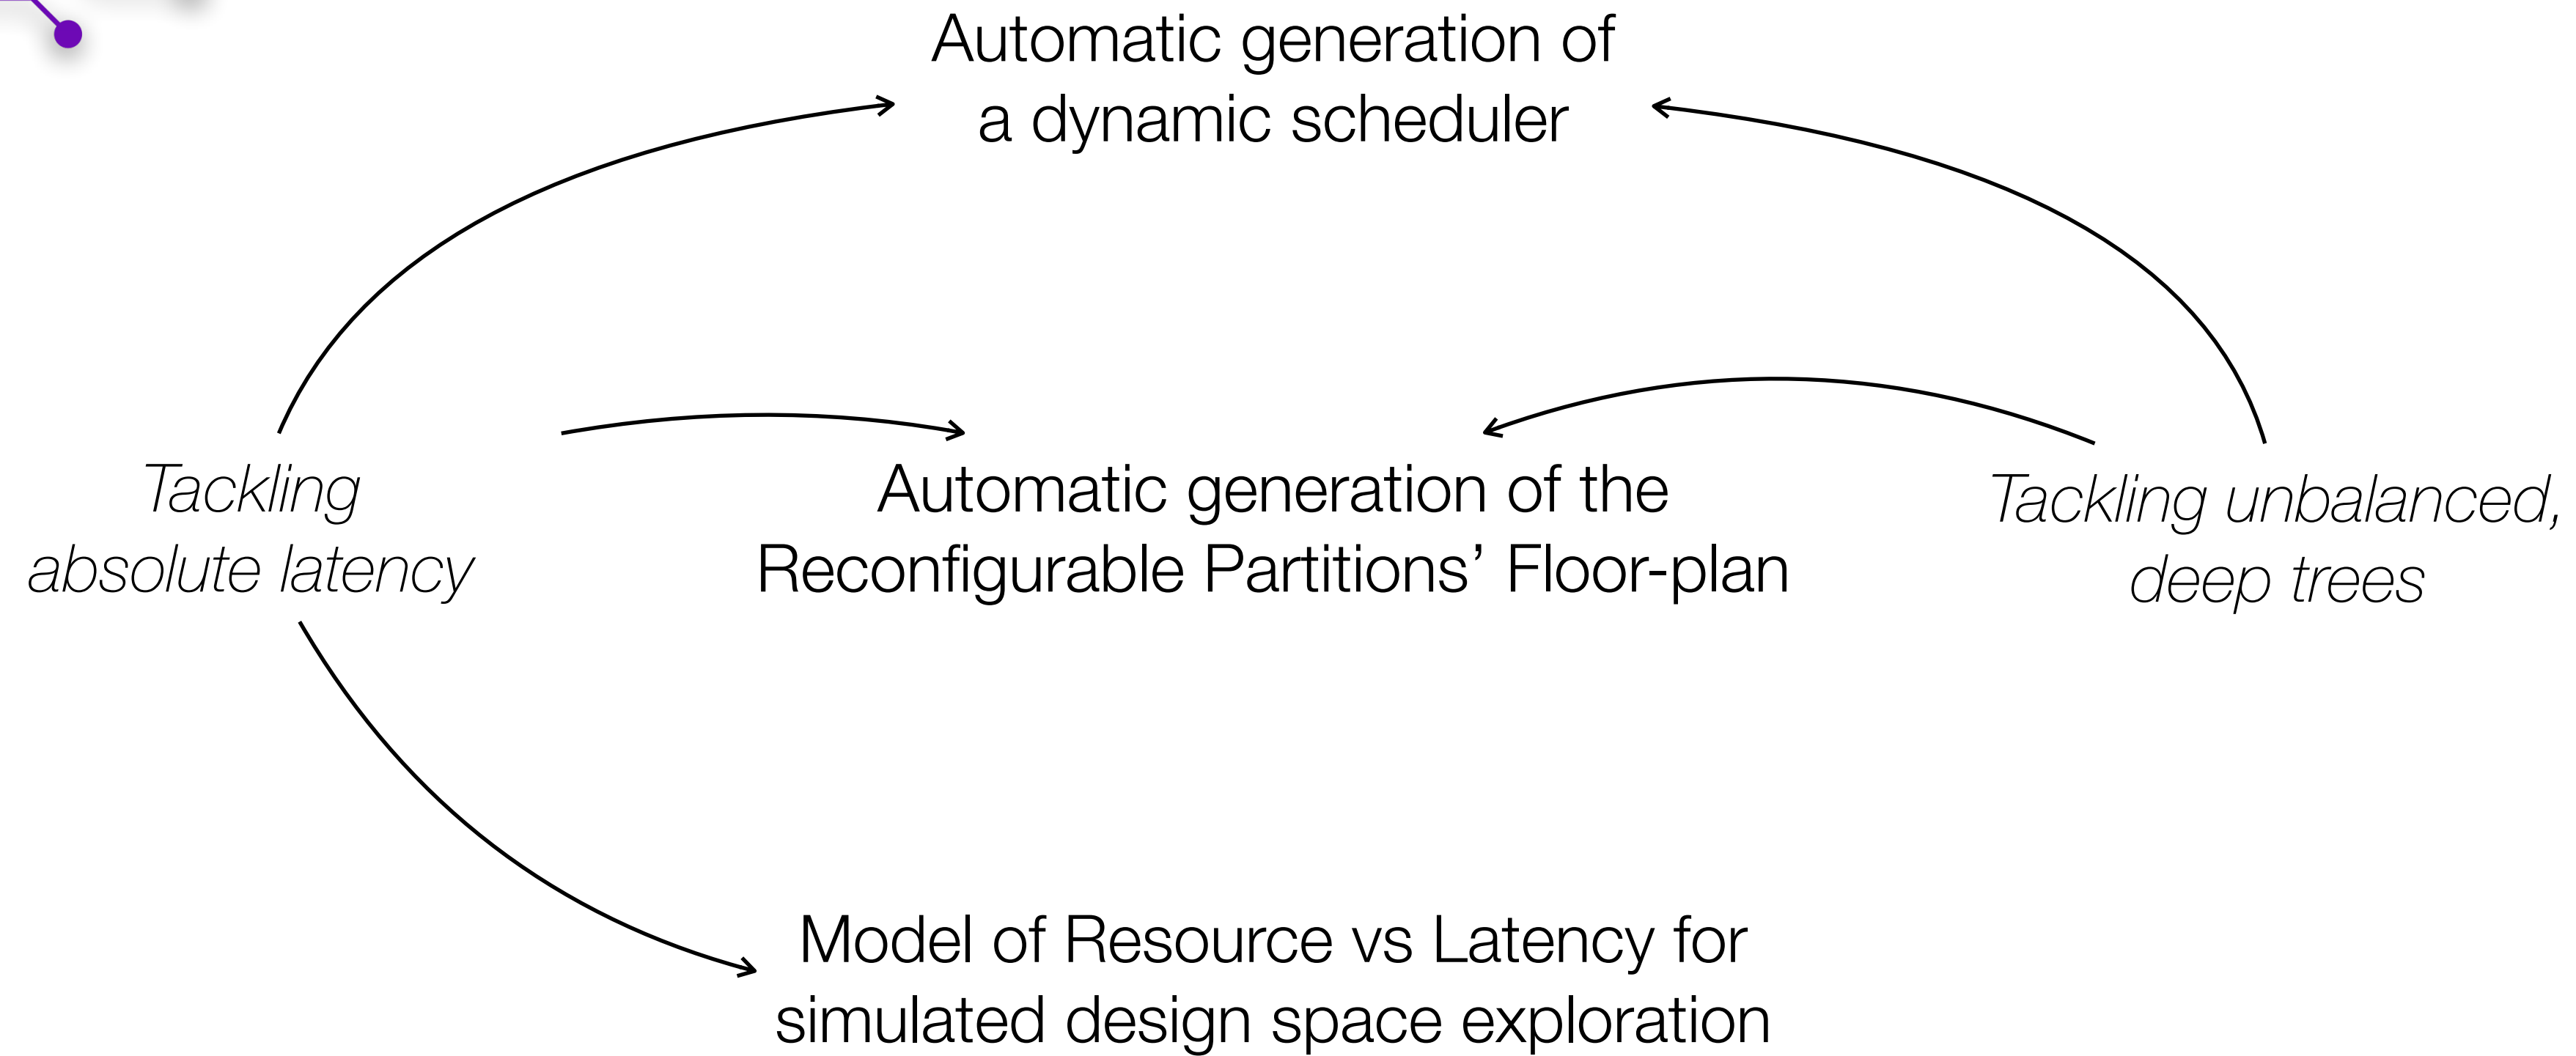 Automatic generation of
a dynamic scheduler
Tackling
absolute latency
Automatic generation of the
Reconfigurable Partitions’ Floor-plan
Tackling unbalanced,
deep trees
Model of Resource vs Latency for
simulated design space exploration